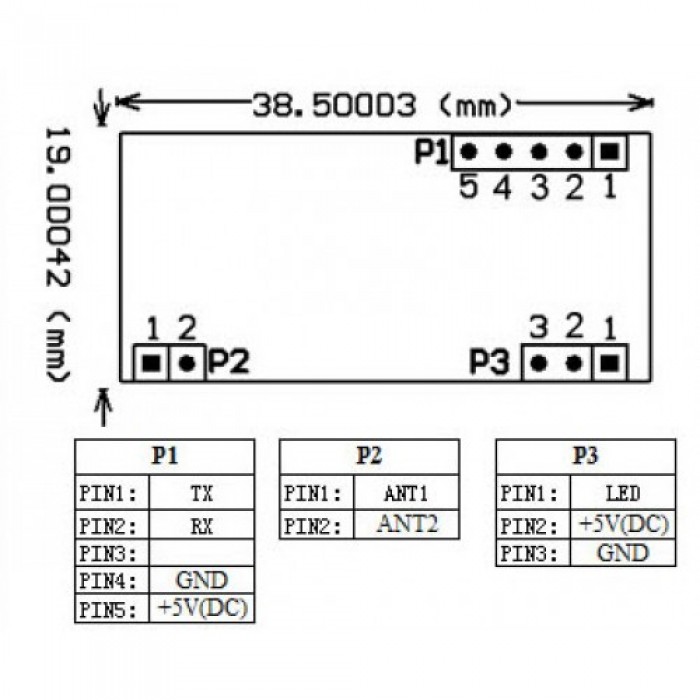 38.500D3 (mm)
19.00042 (mm)
P1
5 4 3 2 1
1 2
P2
3 2 1
P3
P1
PIN1: TX
PIN2: RX
PIN3:
PIN4: GND
PIN5: +5V(DC)
P2
PIN1: ANT1
PIN2: ANT2
P3
PIN1: LED
PIN2: +5V(DC)
PIN3: GND